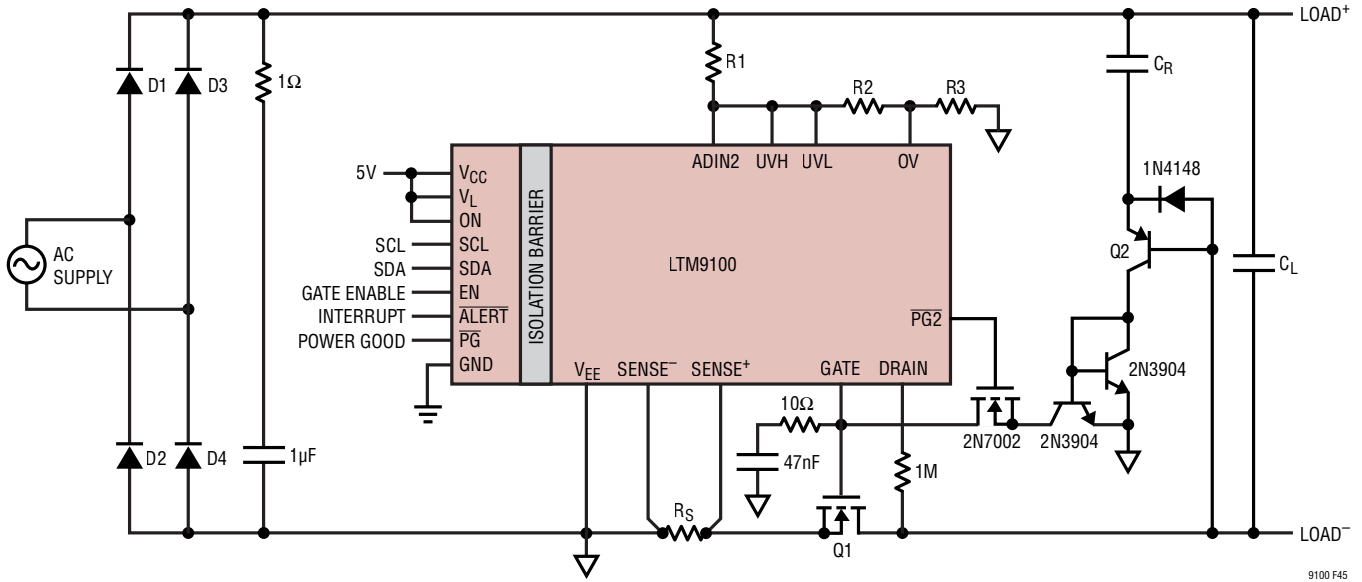 LOAD+
D1
D3
1Ω
R1
CR
R2
R3
ADIN2
UVH
UVL
OV
5V
VCC
VL
ON
1N4148
SCL
SCL
SDA
SDA
GATE ENABLE
EN
INTERRUPT
ALERT
POWER GOOD
PG
GND
ISOLATION BARRIER
LTM9100
AC
SUPPLY
Q2
CL
PG2
VEE
SENSE−
SENSE+
GATE
DRAIN
2N3904
10Ω
2N7002
2N3904
D2
D4
1µF
47nF
1M
RS
Q1
LOAD−
9100 F45